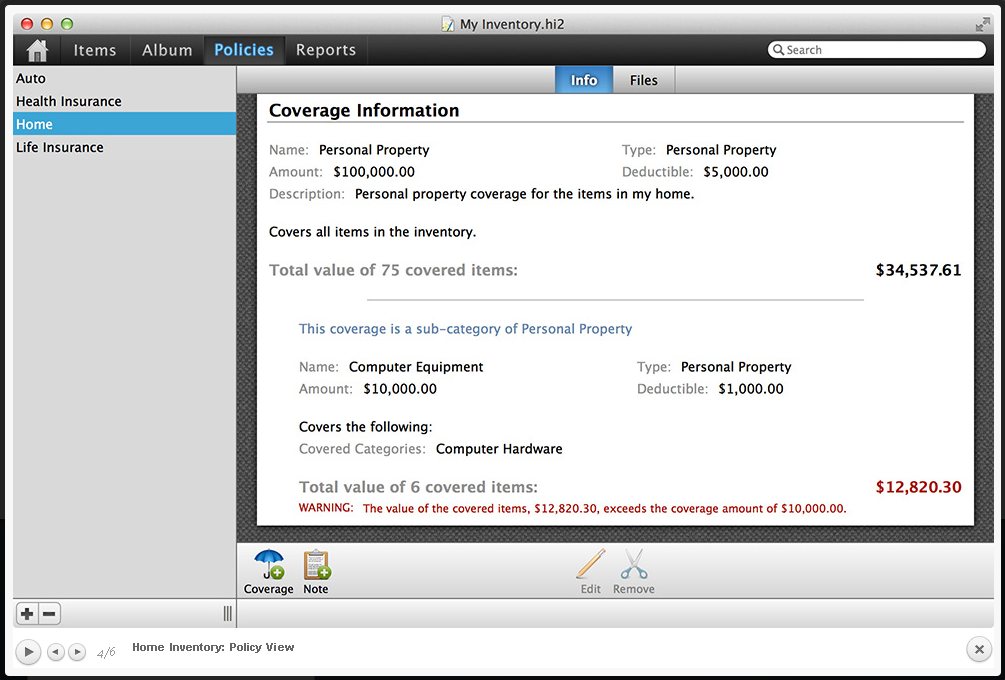 My Inventory.hi2
Items Album Policies Reports Search
Auto
Health Insurance
Home
Life Insurance
Info Files
Coverage Information
Name: Personal Property Type: Personal Property
Amount: $100,000.00 Deductible: $5,000.00
Description: Personal property coverage for the items in my home.
Covers all items in the inventory.
Total value of 75 covered items: $34,537.61
This coverage is a sub-category of Personal Property
Name: Computer Equipment Type: Personal Property
Amount: $10,000.00 Deductible: $1,000.00
Covers the following:
Covered Categories: Computer Hardware
Total value of 6 covered items: $12,820.30
WARNING: The value of the covered items, $12,820.30, exceeds the coverage amount of $10,000.00.
Coverage Note Edit Remove
4/6 Home Inventory: Policy View